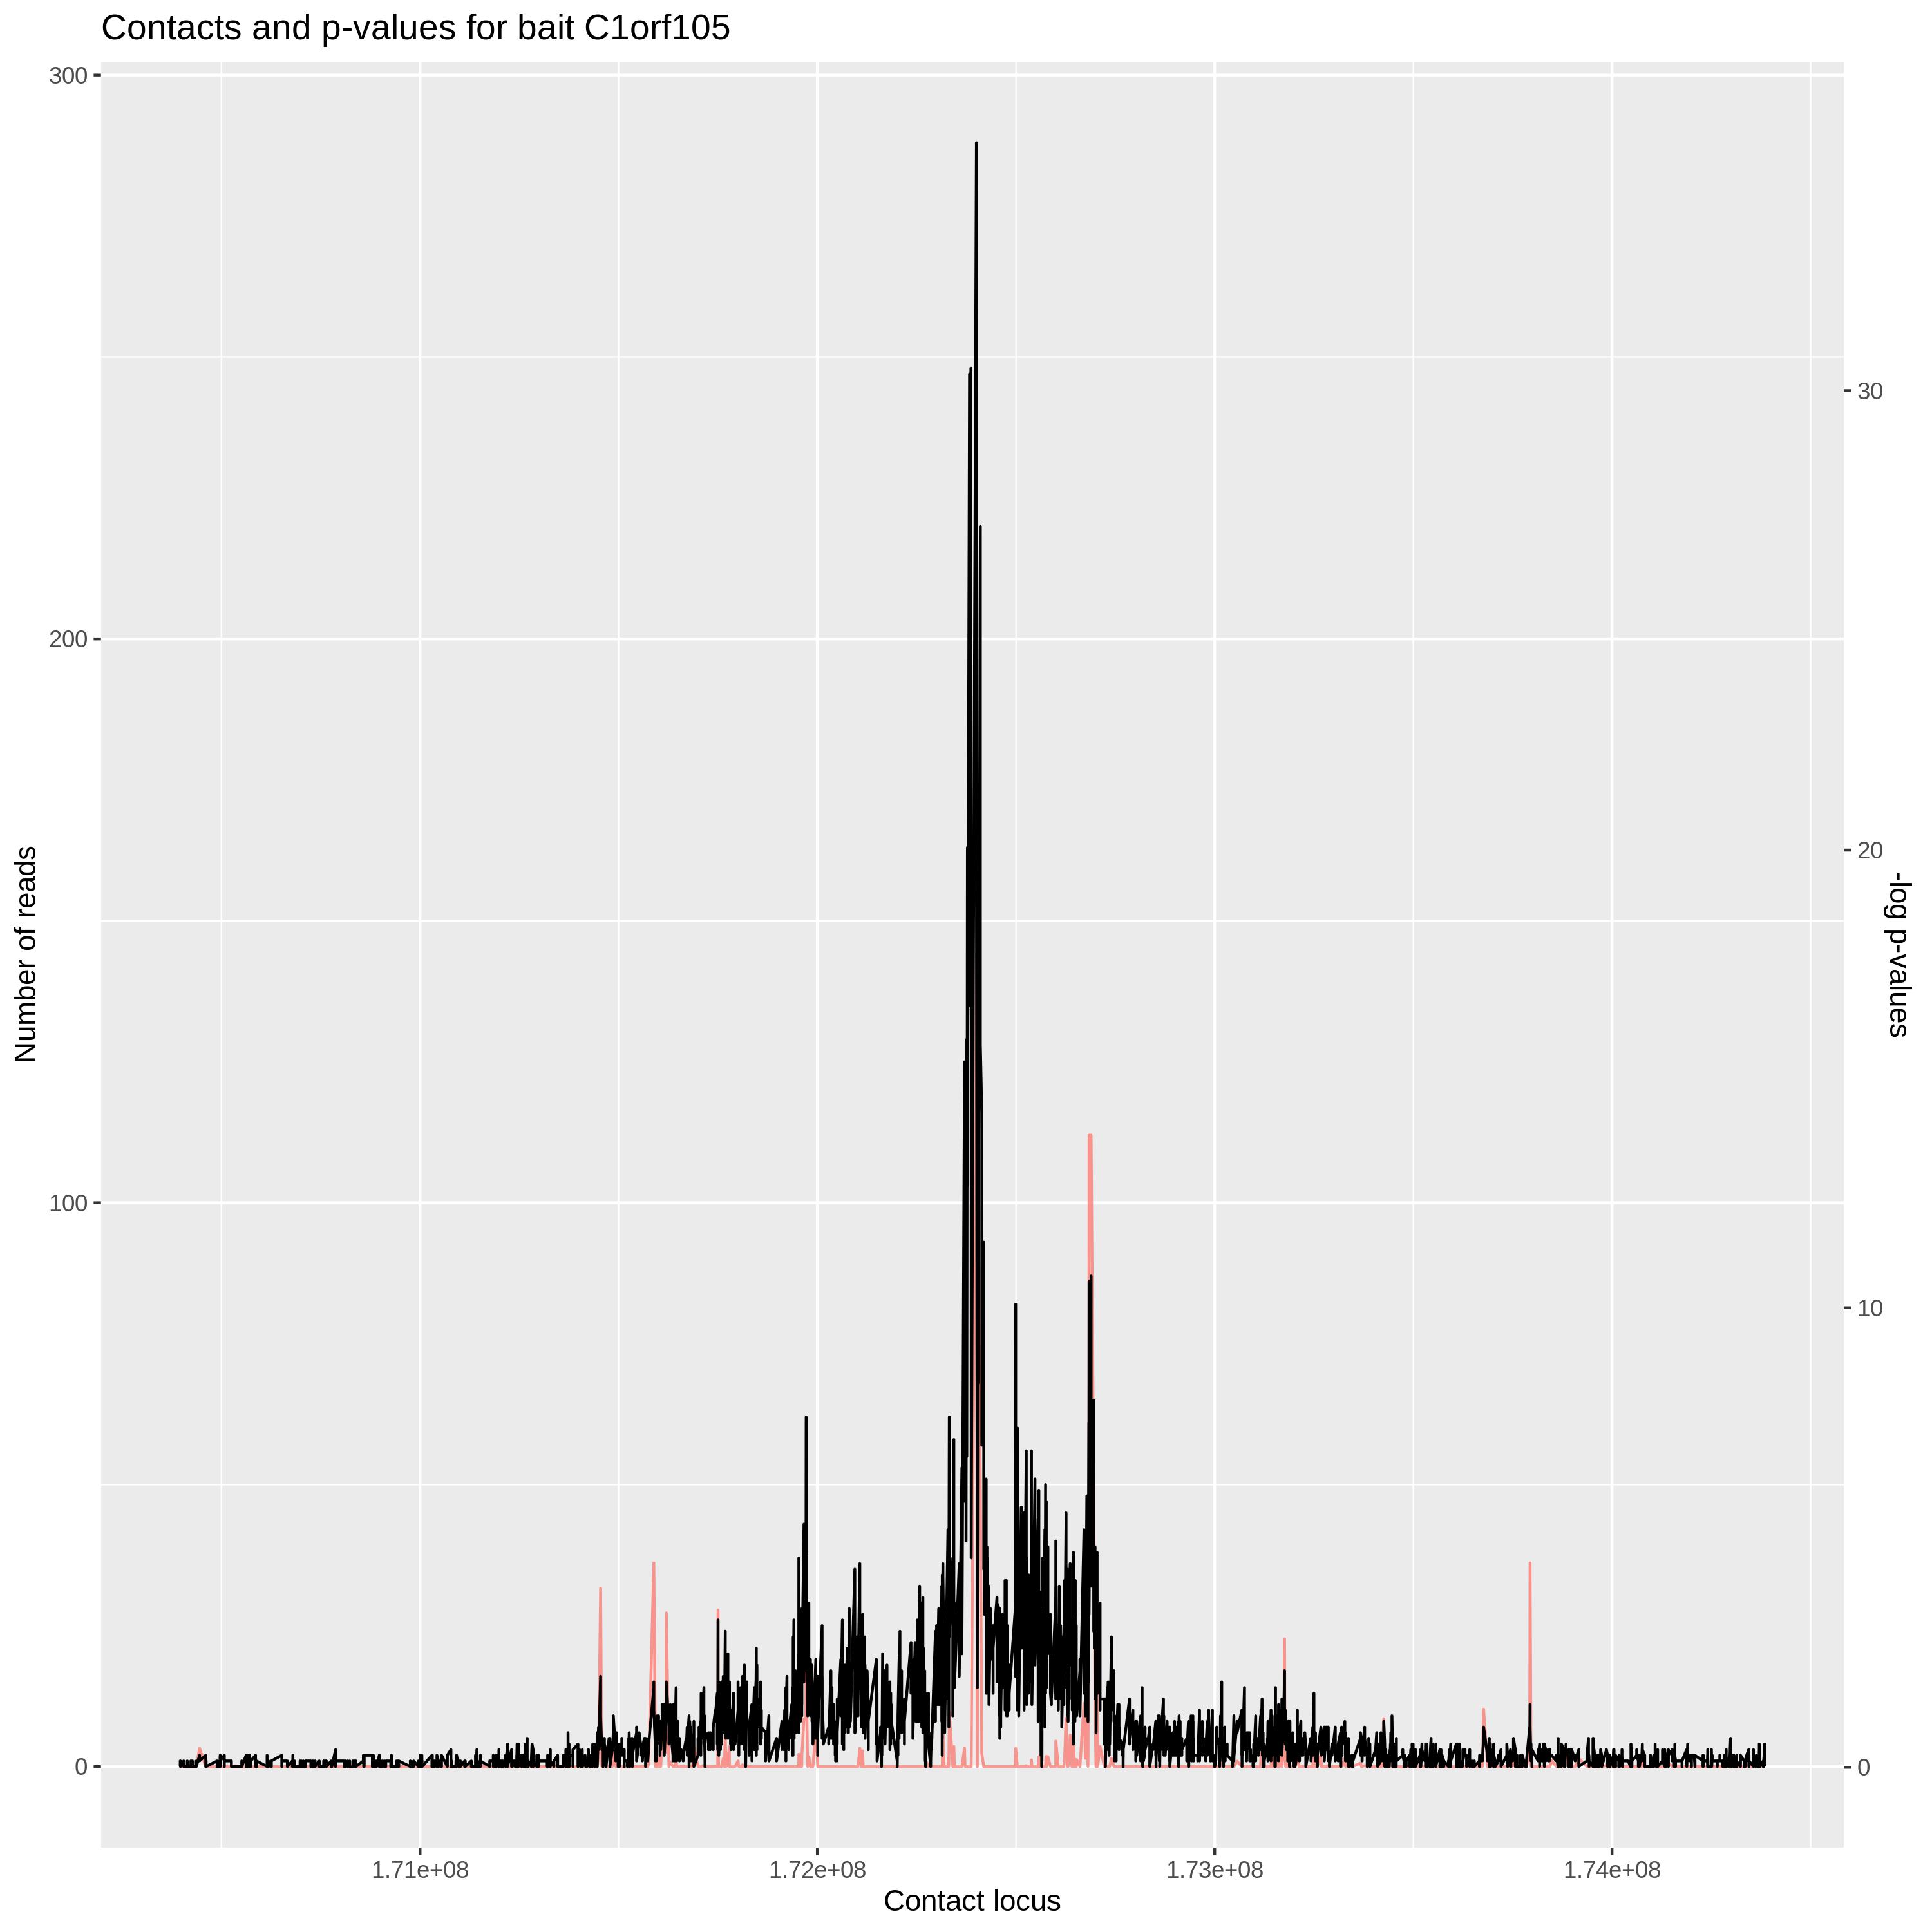 Contacts and p-values for bait C1orf105
300
200
100
0
Number of reads
30
20
10
0
-log p-values
1.71e+08
1.72e+08
1.73e+08
1.74e+08
Contact locus